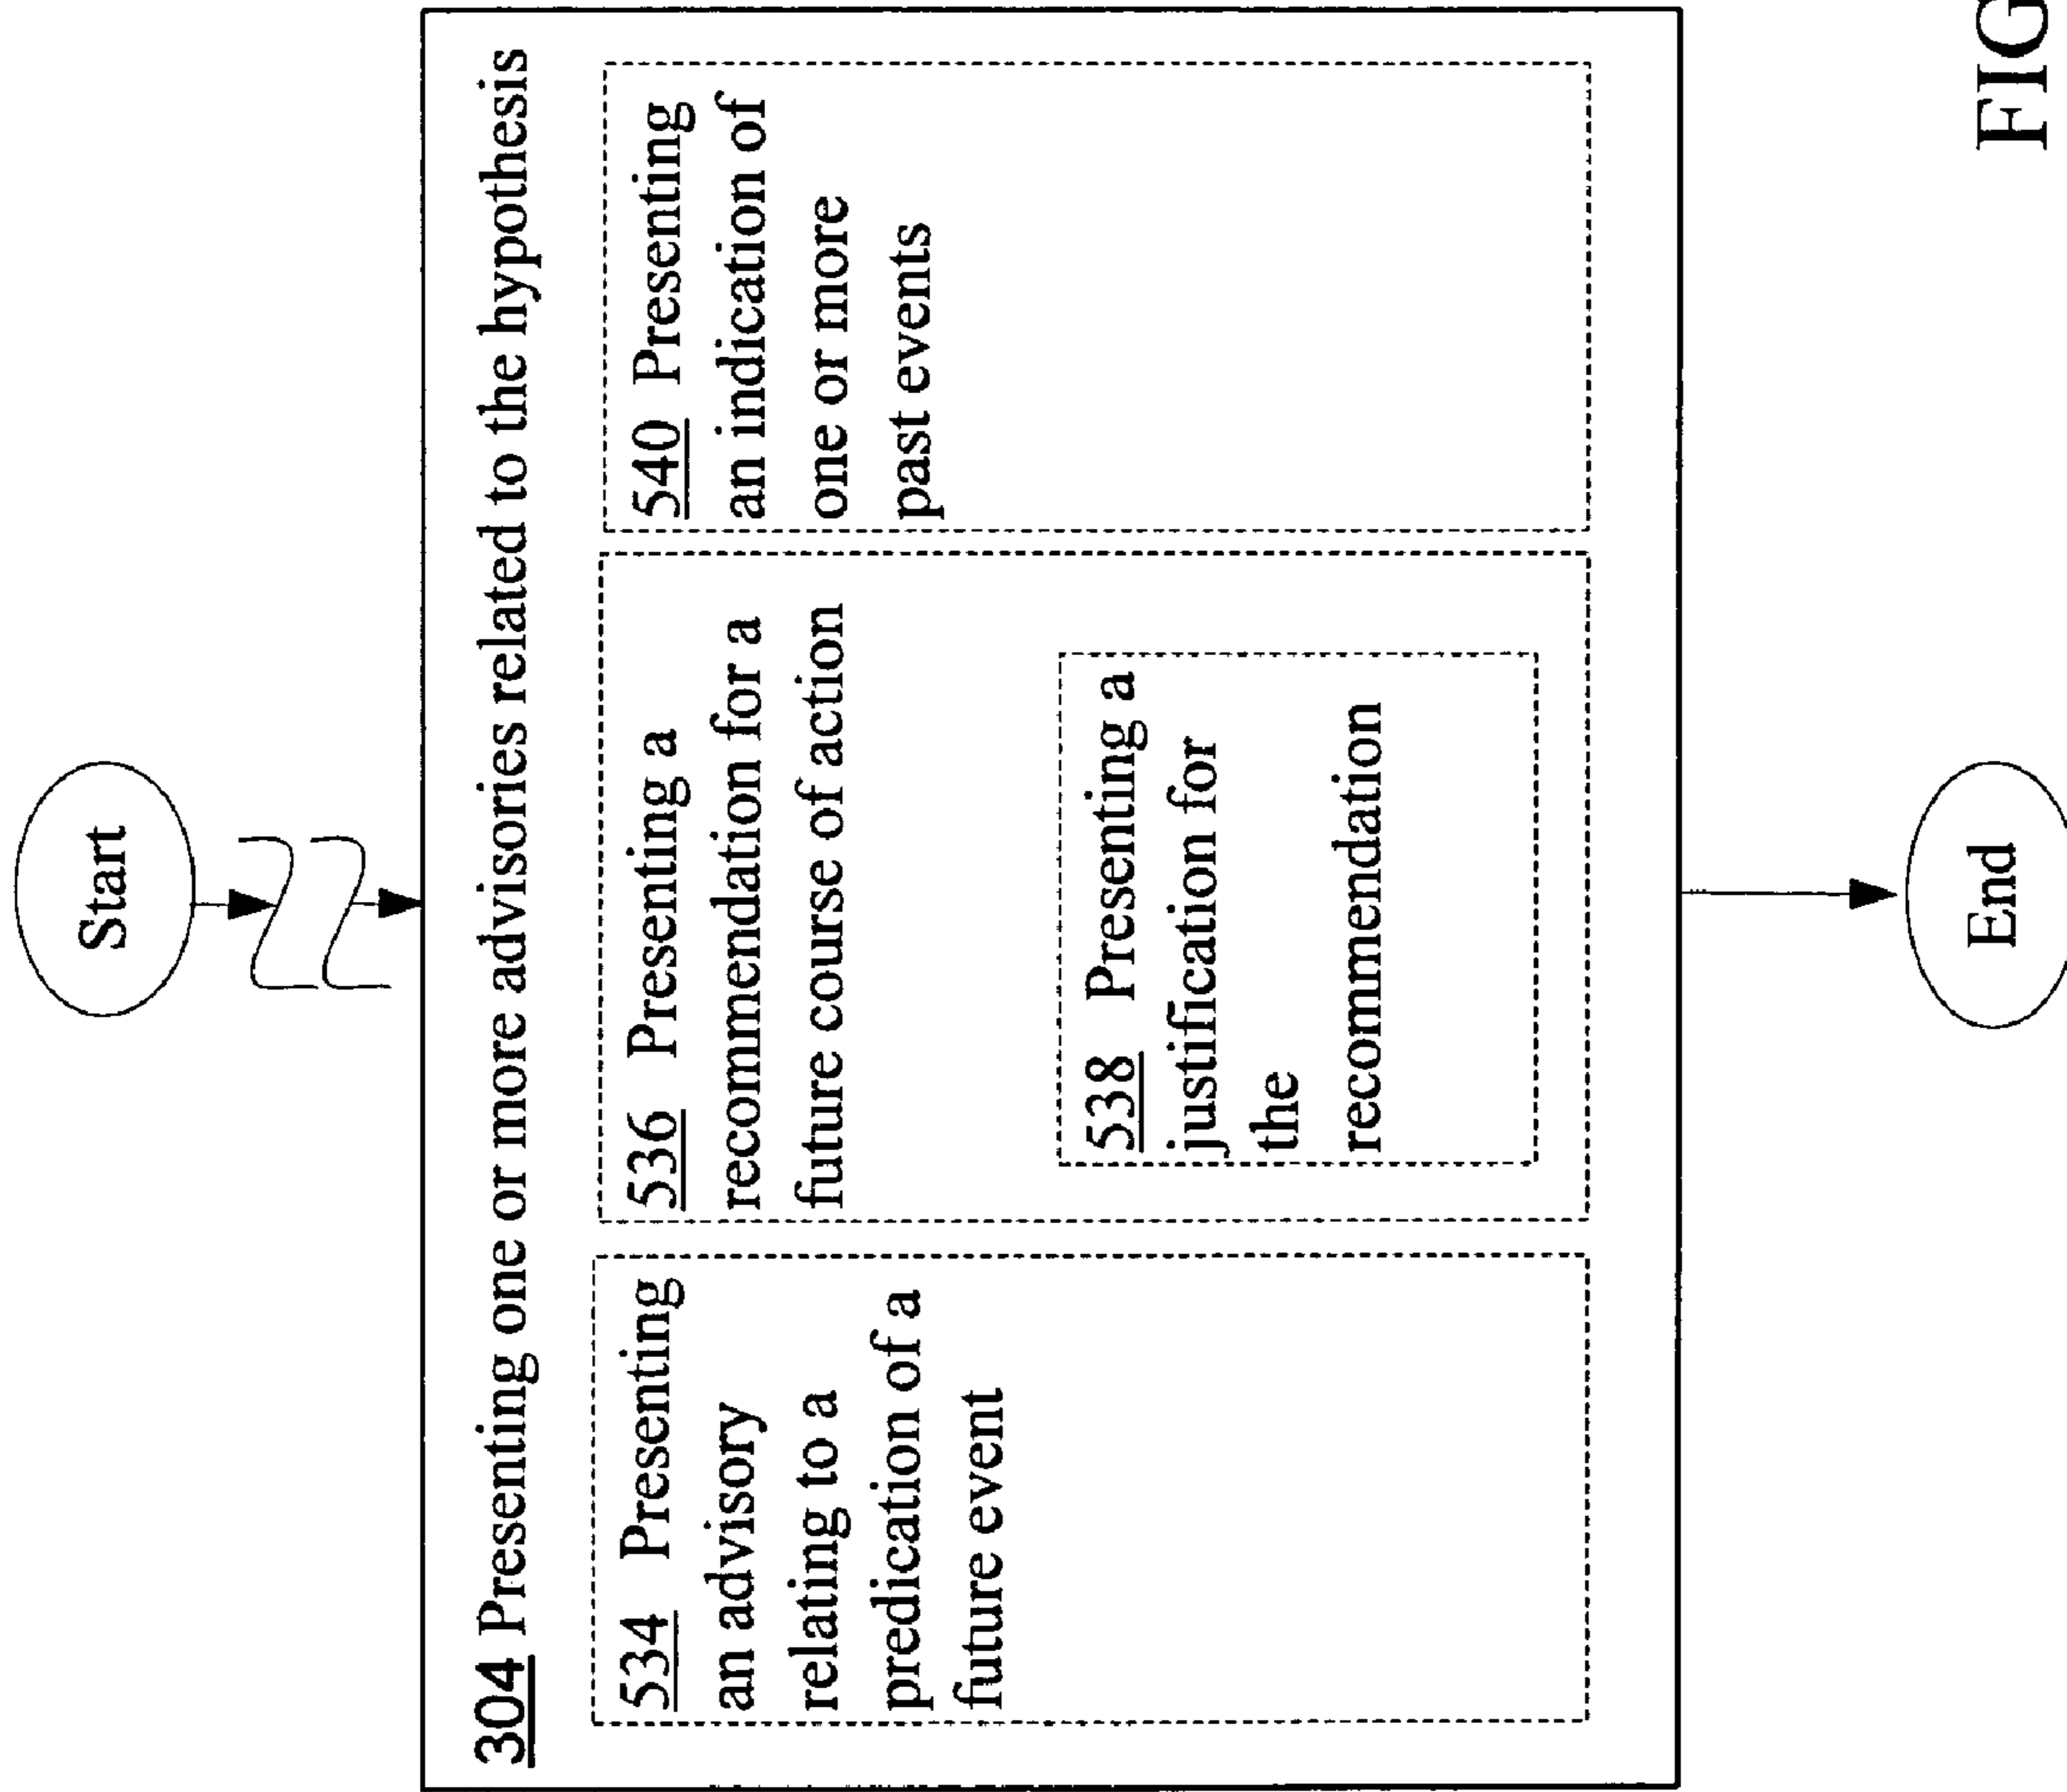 Start
304 Presenting one or more advisories related to the hypothesis
534 Presenting
an advisory
relating to a
predication of a
future event
536 Presenting a
recommendation for a
future course of action
538 Presenting a
justification for
the
recommendation
540 Presenting
an indication of
one or more
past events
End
FIG